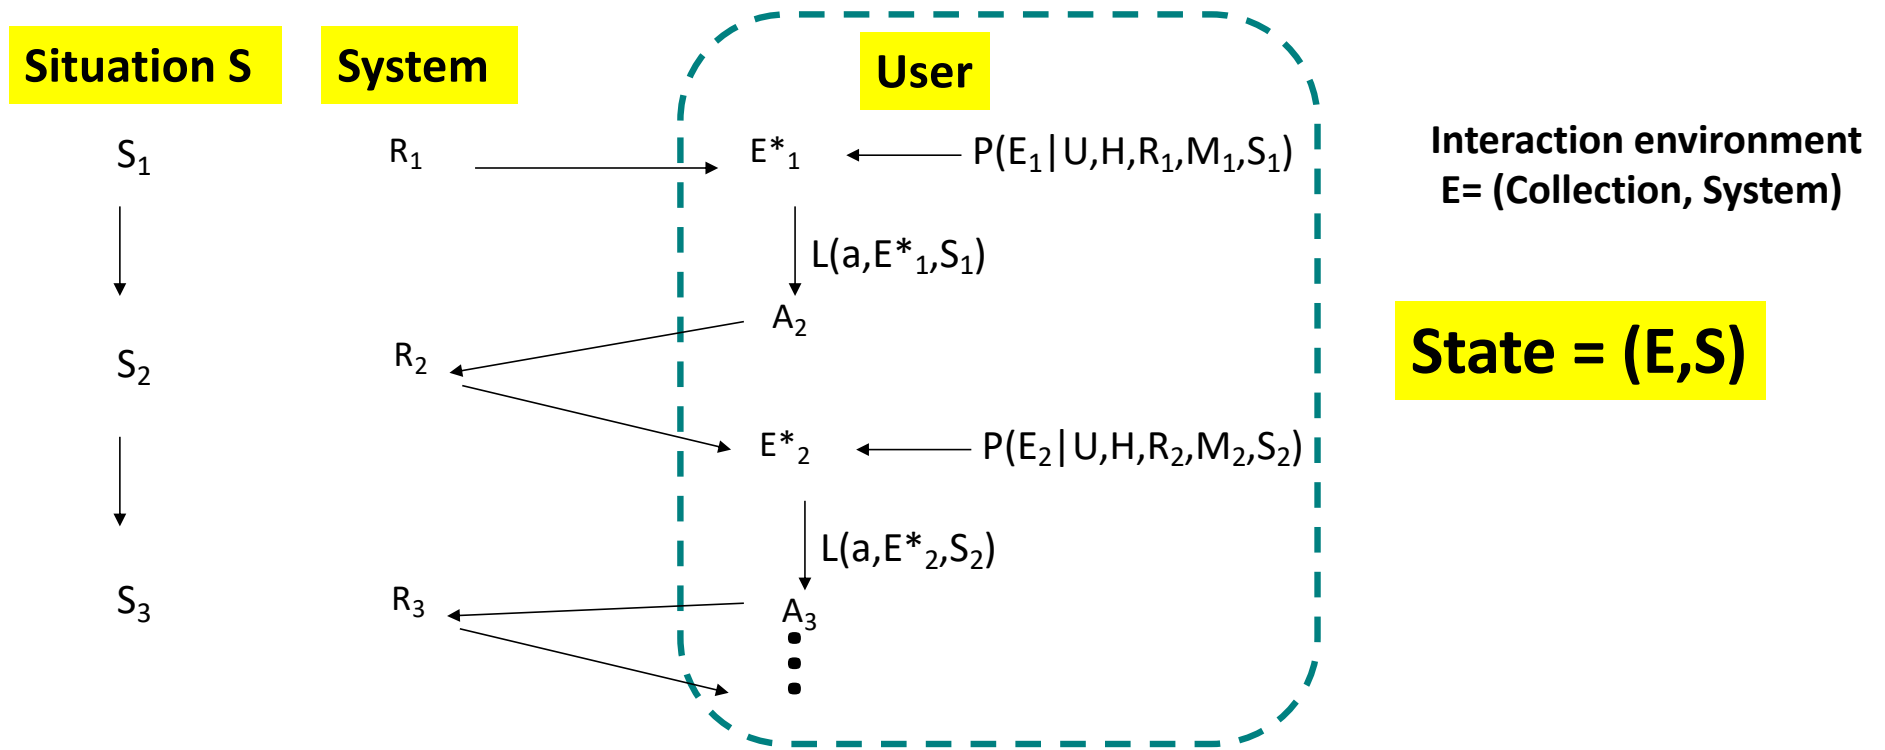 Situation S
System
User
S₁
R₁
E*₁
P(E₁|U,H,R₁,M₁,S₁)
Interaction environment
E= (Collection, System)
L(a,E*₁,S₁)
A₂
S₂
R₂
State = (E,S)
E*₂
P(E₂|U,H,R₂,M₂,S₂)
L(a,E*₂,S₂)
S₃
R₃
A₃